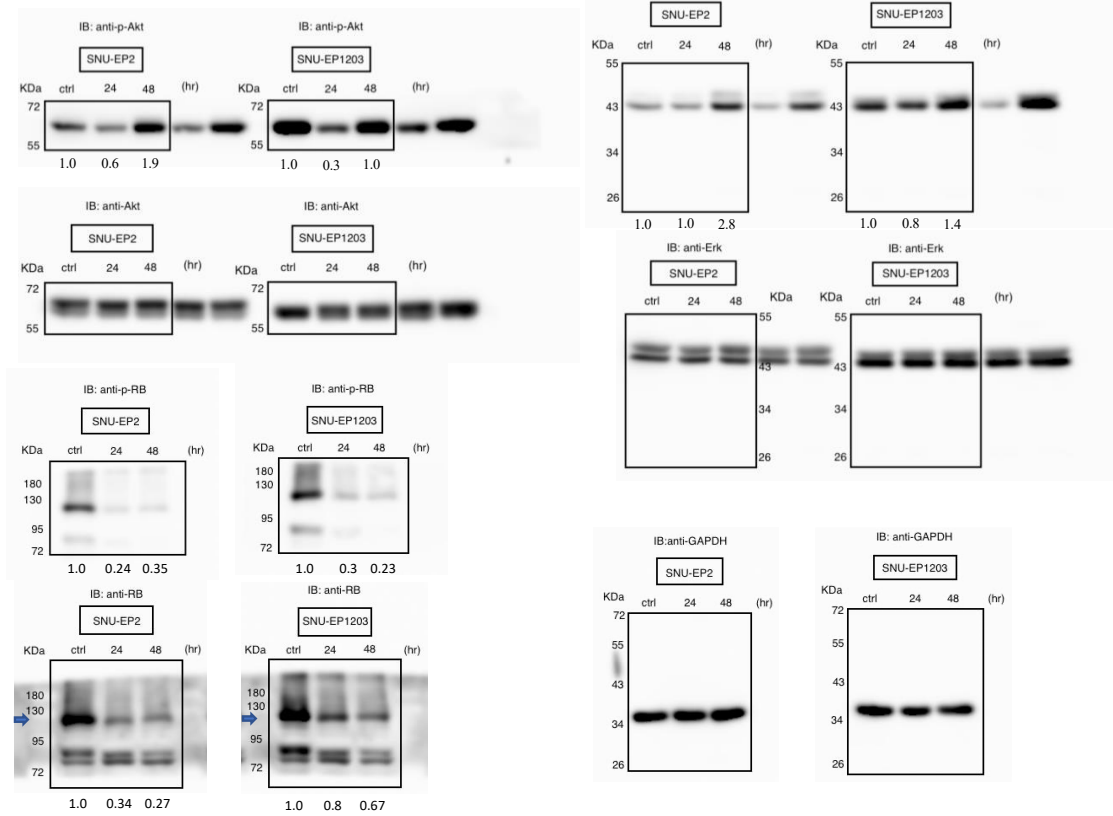 IB: anti-p-Akt
SNU-EP2
KDa ctrl 24 48 (hr)
72
55
1.0 0.6 1.9
IB: anti-p-Akt
SNU-EP1203
KDa ctrl 24 48 (hr)
72
55
1.0 0.3 1.0
IB: anti-Akt
SNU-EP2
KDa ctrl 24 48 (hr)
72
55
IB: anti-Akt
SNU-EP1203
KDa ctrl 24 48 (hr)
72
55
IB: anti-p-RB
SNU-EP2
KDa ctrl 24 48 (hr)
180
130
95
72
1.0 0.24 0.35
IB: anti-p-RB
SNU-EP1203
KDa ctrl 24 48 (hr)
180
130
95
72
1.0 0.3 0.23
IB: anti-RB
SNU-EP2
KDa ctrl 24 48 (hr)
180
130
95
72
1.0 0.34 0.27
IB: anti-RB
SNU-EP1203
KDa ctrl 24 48 (hr)
180
130
95
72
1.0 0.8 0.67
SNU-EP2
KDa ctrl 24 48 (hr)
55
43
34
26
1.0 1.0 2.8
SNU-EP1203
KDa ctrl 24 48 (hr)
55
43
34
26
1.0 0.8 1.4
IB: anti-Erk
SNU-EP2
ctrl 24 48 KDa
55
43
34
26
IB: anti-Erk
SNU-EP1203
KDa ctrl 24 48 (hr)
55
43
34
26
IB:anti-GAPDH
SNU-EP2
KDa ctrl 24 48 (hr)
72
55
43
34
26
IB: anti-GAPDH
SNU-EP1203
KDa ctrl 24 48 (hr)
72
55
43
34
26